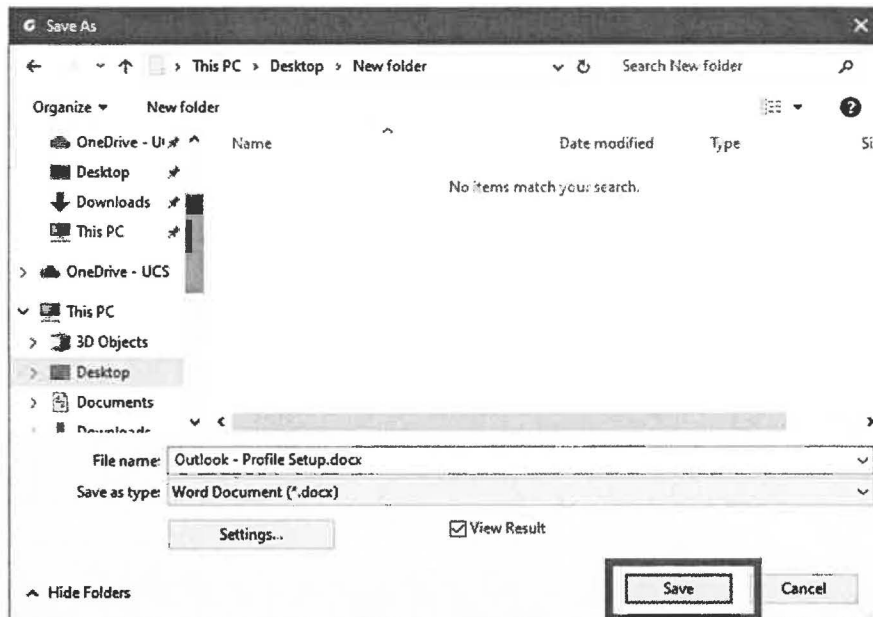 Save As
This PC > Desktop > New folder
Search New folder
Organize
New folder
Name
Date modified
Type
Si
No items match your search.
OneDrive - U
Desktop
Downloads
This PC
OneDrive - UCS
This PC
3D Objects
Desktop
Documents
Downloads
File name: Outlook - Profile Setup.docx
Save as type: Word Document (*.docx)
Settings...
View Result
Hide Folders
Save
Cancel